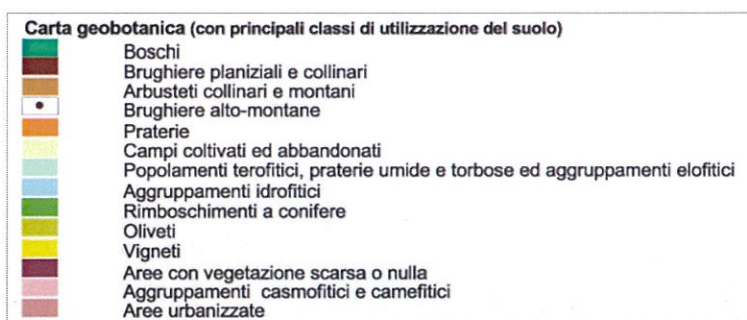 Carta geobotanica (con principali classi di utilizzazione del suolo)
Boschi
Brughiere planiziali e collinari
Arbusteti collinari e montani
Brughiere alto-montane
Praterie
Campi coltivati ed abbandonati
Popolamenti terofitici, praterie umide e torbose ed aggruppamenti elofitici
Aggruppamenti idrofitici
Rimboschimenti a conifere
Oliveti
Vigneti
Aree con vegetazione scarsa o nulla
Aggruppamenti casmofitici e camefitici
Aree urbanizzate